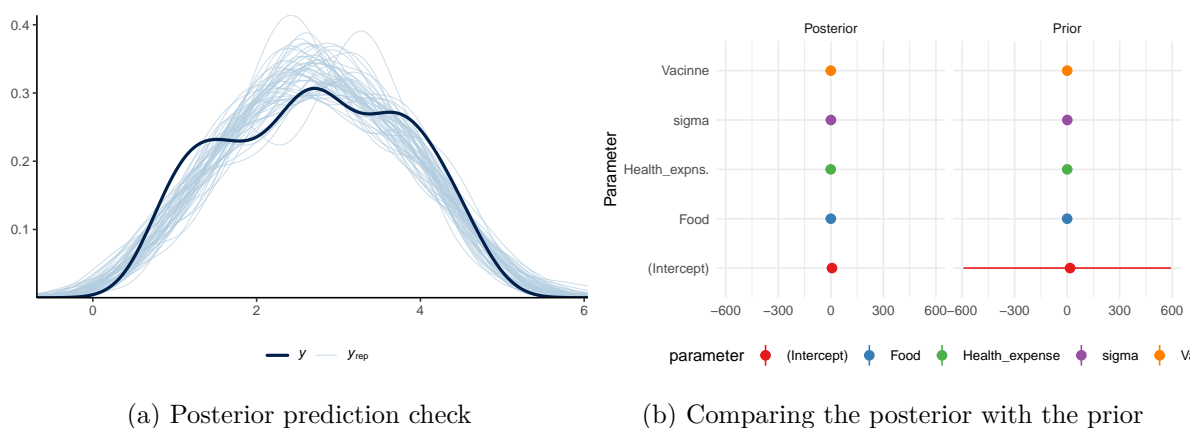 0.4
0.3
0.2
0.1
0 2 4 6
y y rep
(a) Posterior prediction check
Posterior Prior
Parameter
Vacinne
sigma
Health_expns.
Food
(Intercept)
−600 −300 0 300 600 −600 −300 0 300 600
parameter (Intercept) Food Health_expense sigma Va
(b) Comparing the posterior with the prior